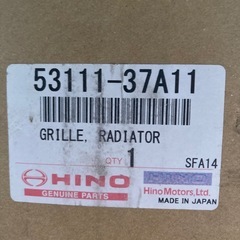 53111-37A11
GRILLE, RADIATOR
QTY 1 SFA14
HINO
GENUINE PARTS
Hino Motors, Ltd.
MADE IN JAPAN